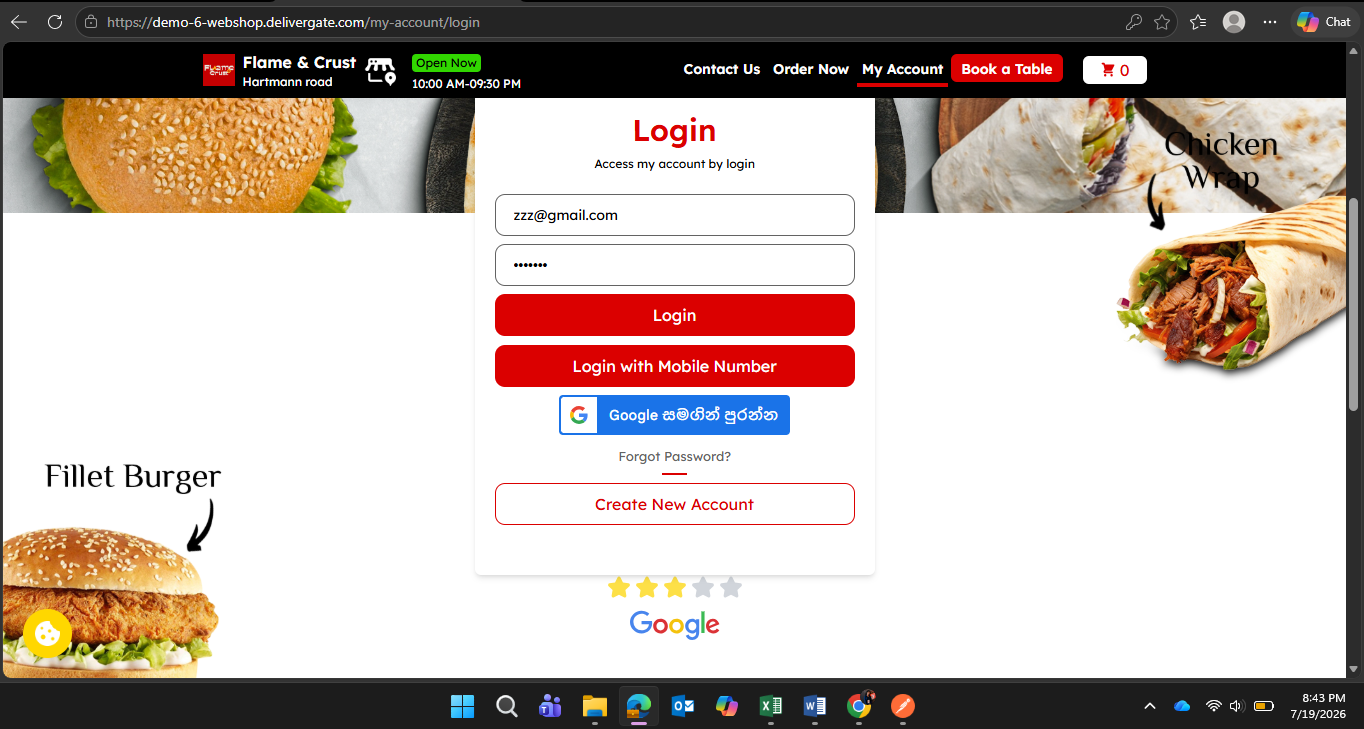 https://demo-6-webshop.delivergate.com/my-account/login
Chat
FLAME CRUST
Flame & Crust
Hartmann road
Open Now
10:00 AM-09:30 PM
Contact Us
Order Now
My Account
Book a Table
0
Login
Access my account by login
Chicken
Wrap
zzz@gmail.com
•••••••
Login
Login with Mobile Number
Google සමගින් පුරන්න
Forgot Password?
Create New Account
Fillet Burger
Google
8:43 PM
7/19/2026